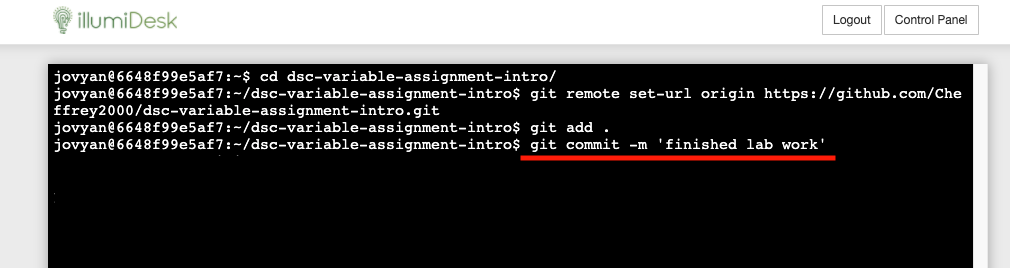 illumiDesk
Logout
Control Panel
jovyan@6648f99e5af7:~$ cd dsc-variable-assignment-intro/
jovyan@6648f99e5af7:~/dsc-variable-assignment-intro$ git remote set-url origin https://github.com/Che
ffrey2000/dsc-variable-assignment-intro.git
jovyan@6648f99e5af7:~/dsc-variable-assignment-intro$ git add .
jovyan@6648f99e5af7:~/dsc-variable-assignment-intro$ git commit -m 'finished lab work'